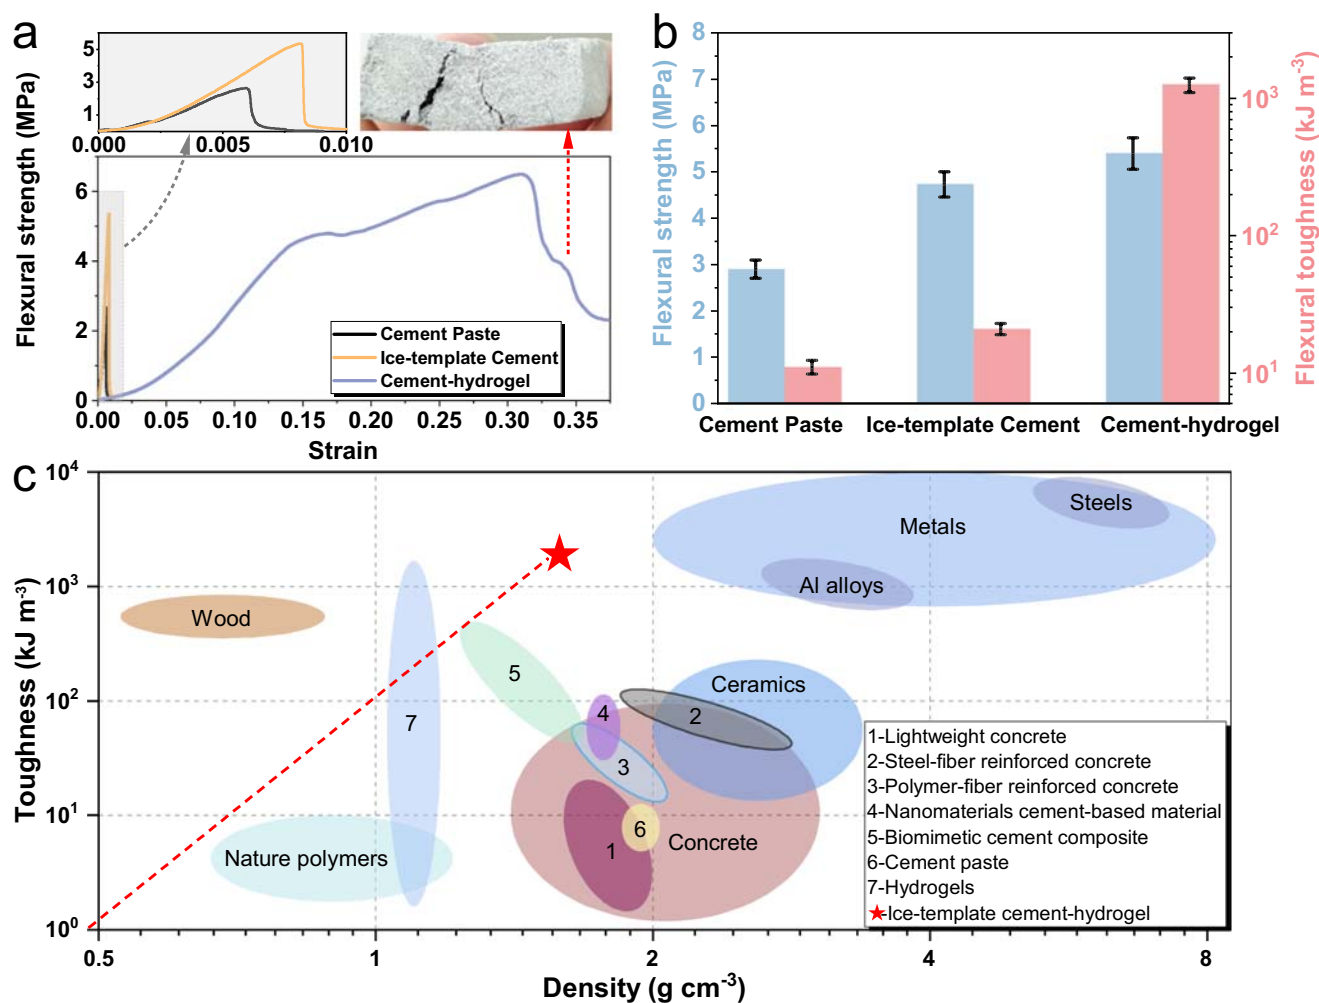 a
Flexural strength (MPa)
5
3
1
0.000
0.005
0.010
6
4
2
0
Cement Paste
Ice-template Cement
Cement-hydrogel
0.00
0.05
0.10
0.15
0.20
0.25
0.30
0.35
Strain
b
Flexural strength (MPa)
8
7
6
5
4
3
2
1
0
10³
10²
10¹
Flexural toughness (kJ m⁻³)
Cement Paste
Ice-template Cement
Cement-hydrogel
c
Toughness (kJ m⁻³)
10⁴
10³
10²
10¹
10⁰
Steels
Metals
Al alloys
Wood
5
Ceramics
4
2
7
3
6
Concrete
1
Nature polymers
1-Lightweight concrete
2-Steel-fiber reinforced concrete
3-Polymer-fiber reinforced concrete
4-Nanomaterials cement-based material
5-Biomimetic cement composite
6-Cement paste
7-Hydrogels
★-Ice-template cement-hydrogel
0.5
1
2
4
8
Density (g cm⁻³)